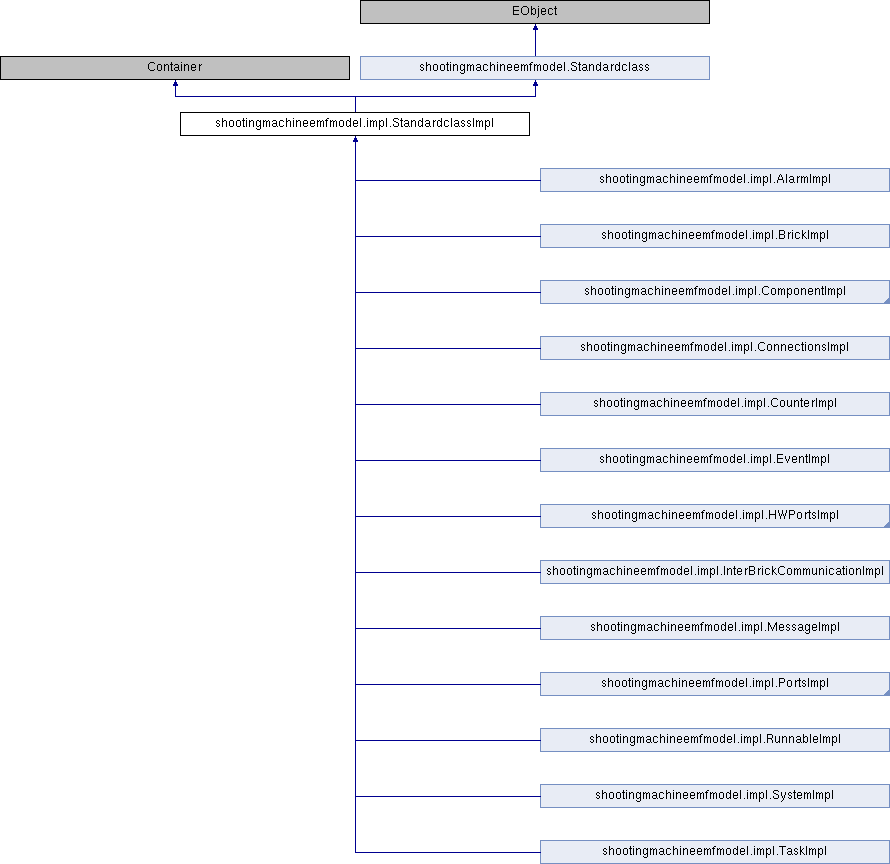 EObject
Container
shootingmachineemfmodel.Standardclass
shootingmachineemfmodel.impl.StandardclassImpl
shootingmachineemfmodel.impl.AlarmImpl
shootingmachineemfmodel.impl.BrickImpl
shootingmachineemfmodel.impl.ComponentImpl
shootingmachineemfmodel.impl.ConnectionsImpl
shootingmachineemfmodel.impl.CounterImpl
shootingmachineemfmodel.impl.EventImpl
shootingmachineemfmodel.impl.HWPortsImpl
shootingmachineemfmodel.impl.InterBrickCommunicationImpl
shootingmachineemfmodel.impl.MessageImpl
shootingmachineemfmodel.impl.PortsImpl
shootingmachineemfmodel.impl.RunnableImpl
shootingmachineemfmodel.impl.SystemImpl
shootingmachineemfmodel.impl.TaskImpl